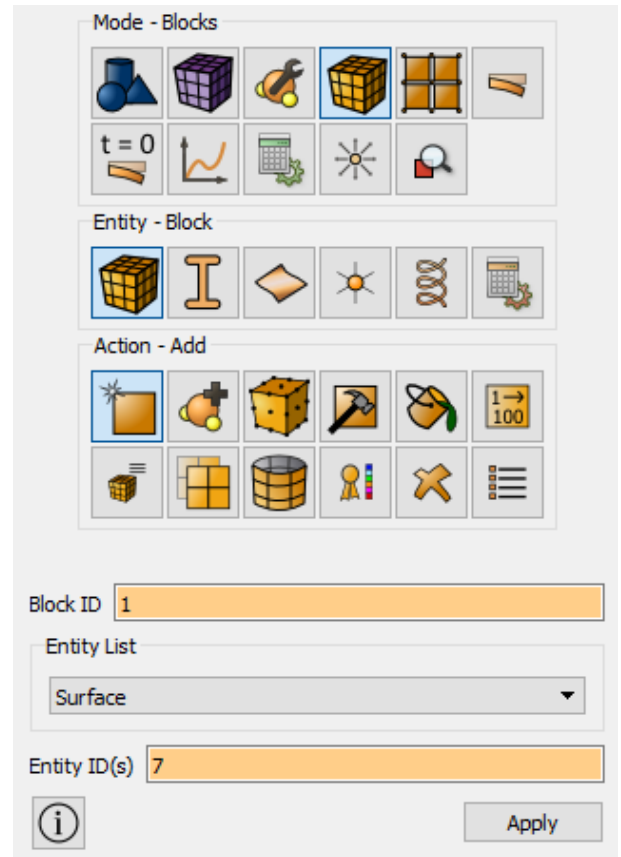 Mode - Blocks
t = 0
Entity - Block
Action - Add
1→
100
Block ID 1
Entity List
Surface
Entity ID(s) 7
i
Apply